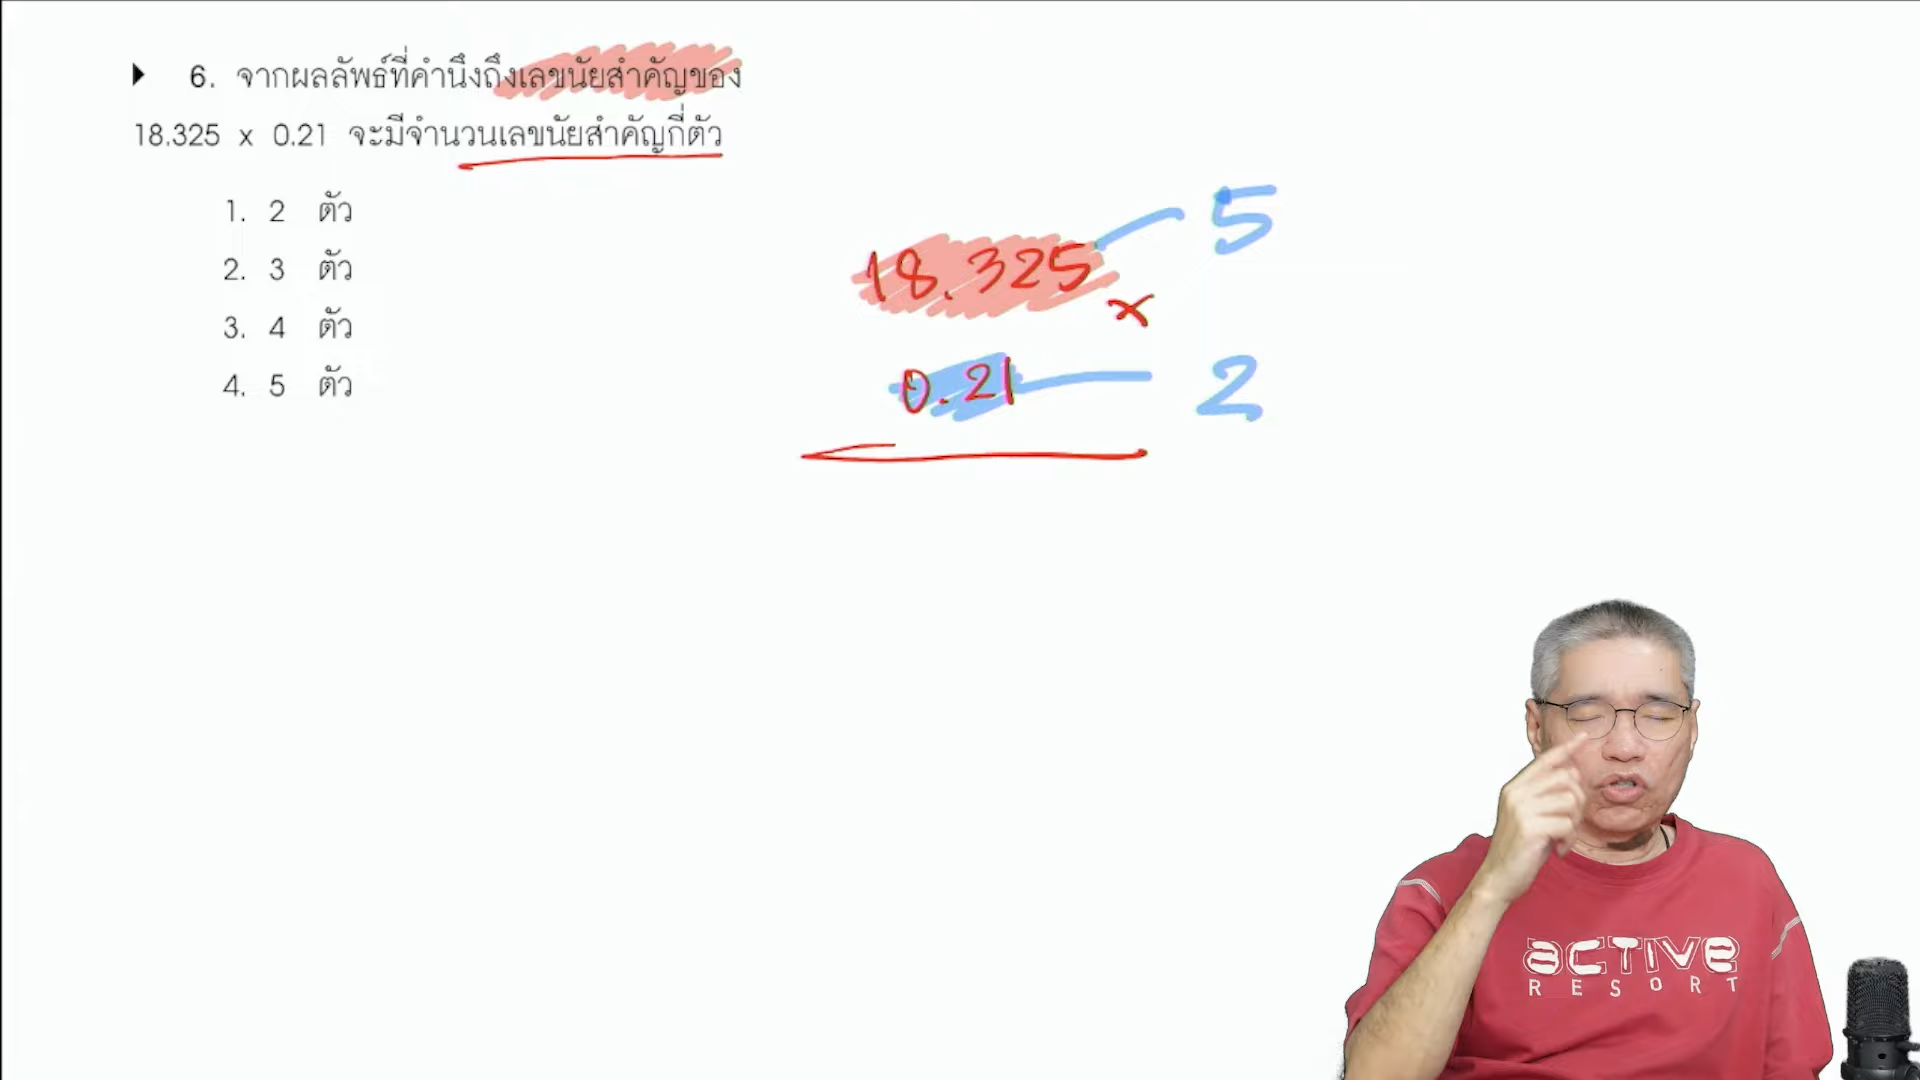 6. จากผลลัพธ์ที่คำนึงถึงเลขนัยสำคัญของ
18.325 x 0.21 จะมีจำนวนเลขนัยสำคัญกี่ตัว
1. 2 ตัว
2. 3 ตัว
3. 4 ตัว
4. 5 ตัว
18.325 5
x
0.21 2
ACTIVE
RESORT